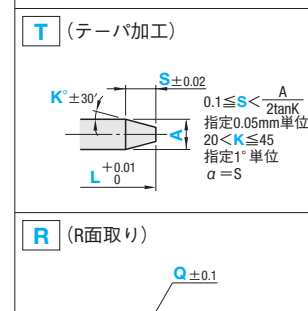 T (テーパ加工)
S±0.02
K°±30′
0.1≦S<A/2tanK
指定0.05mm単位
20<K≦45
指定1°単位
α=S
A
L +0.01 0
R (R面取り)
Q±0.1